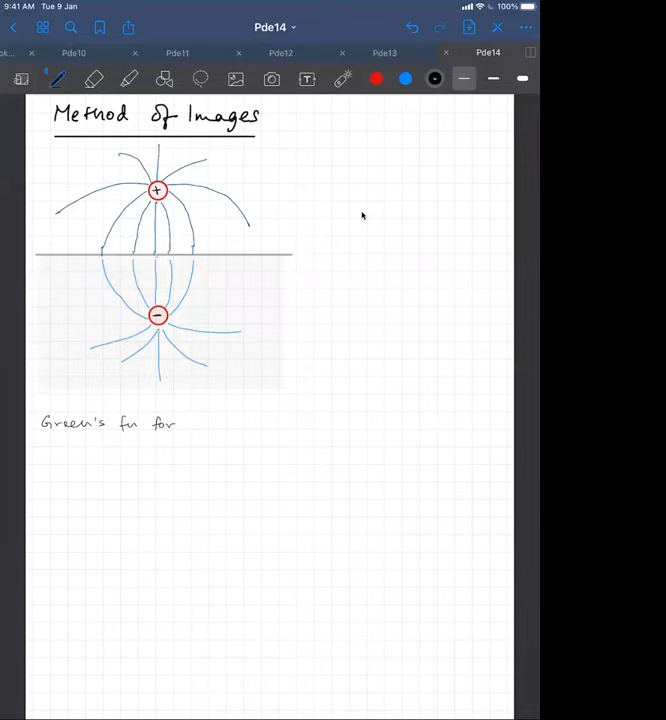 9:41 AM Tue 9 Jan
100%
Pde14
Pde10
Pde11
Pde12
Pde13
Pde14
T
Method of Images
+
-
Green's fn for